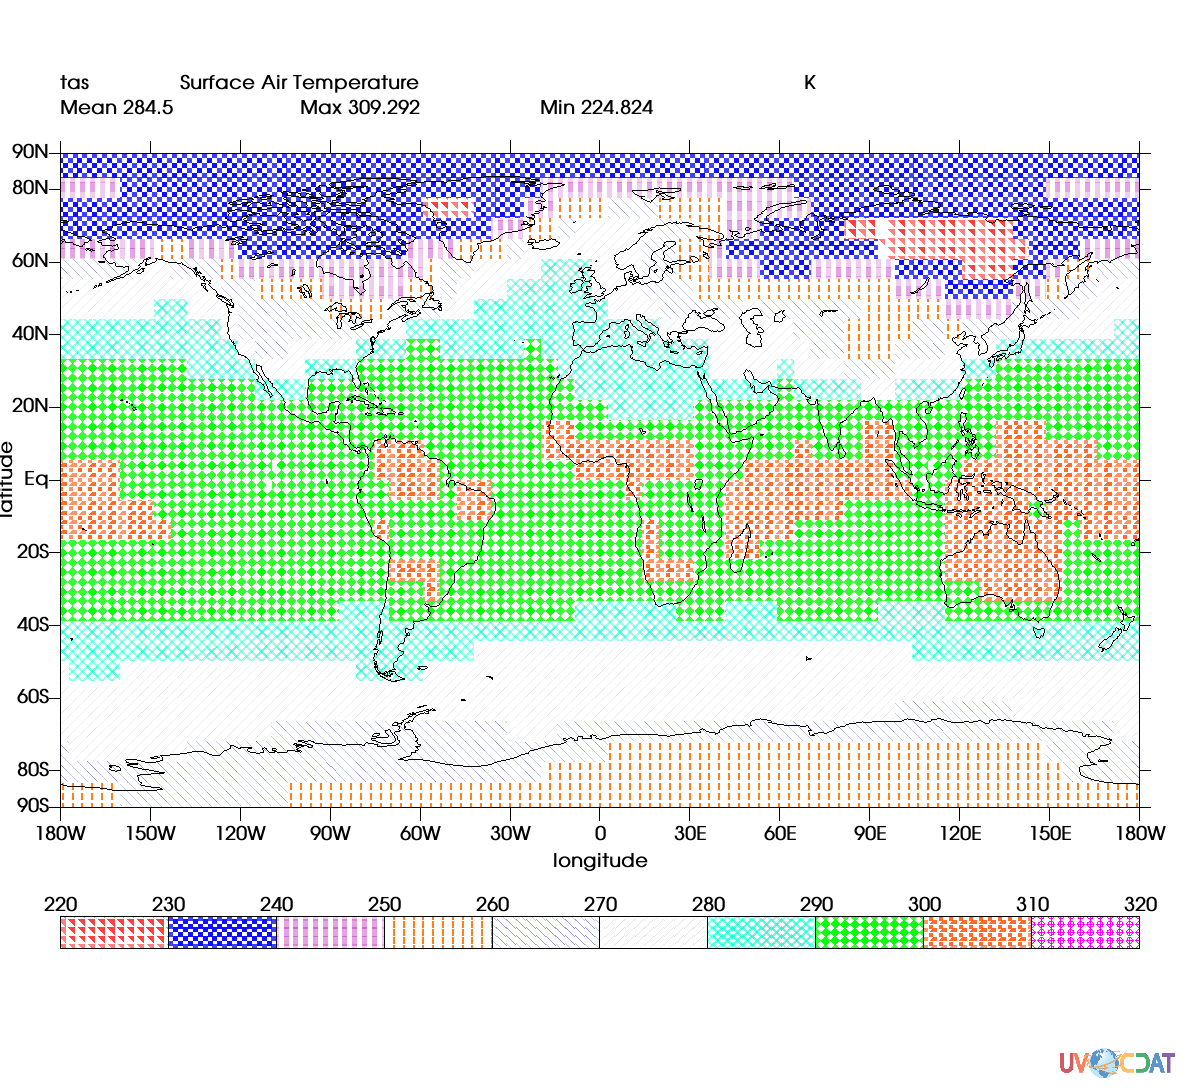 tas Surface Air Temperature K
Mean 284.5 Max 309.292 Min 224.824
90N
80N
60N
40N
20N
Eq
20S
40S
60S
80S
90S
latitude
180W 150W 120W 90W 60W 30W 0 30E 60E 90E 120E 150E 180W
longitude
220 230 240 250 260 270 280 290 300 310 320
UVCDAT